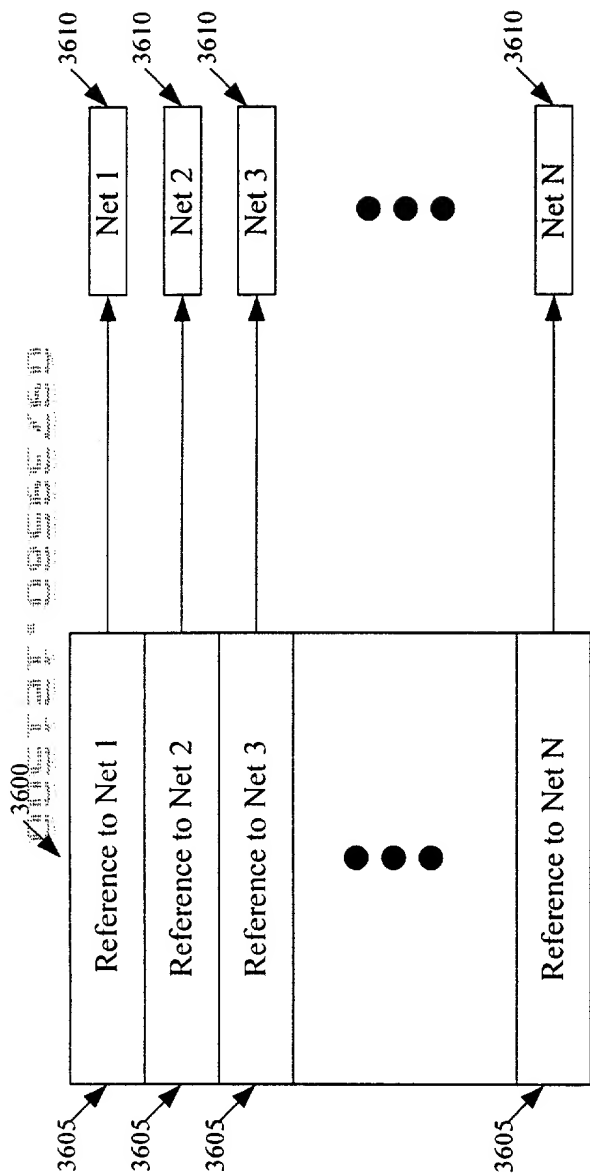 3600
3605 Reference to Net 1 Net 1 3610
3605 Reference to Net 2 Net 2 3610
3605 Reference to Net 3 Net 3 3610
3605 Reference to Net N Net N 3610